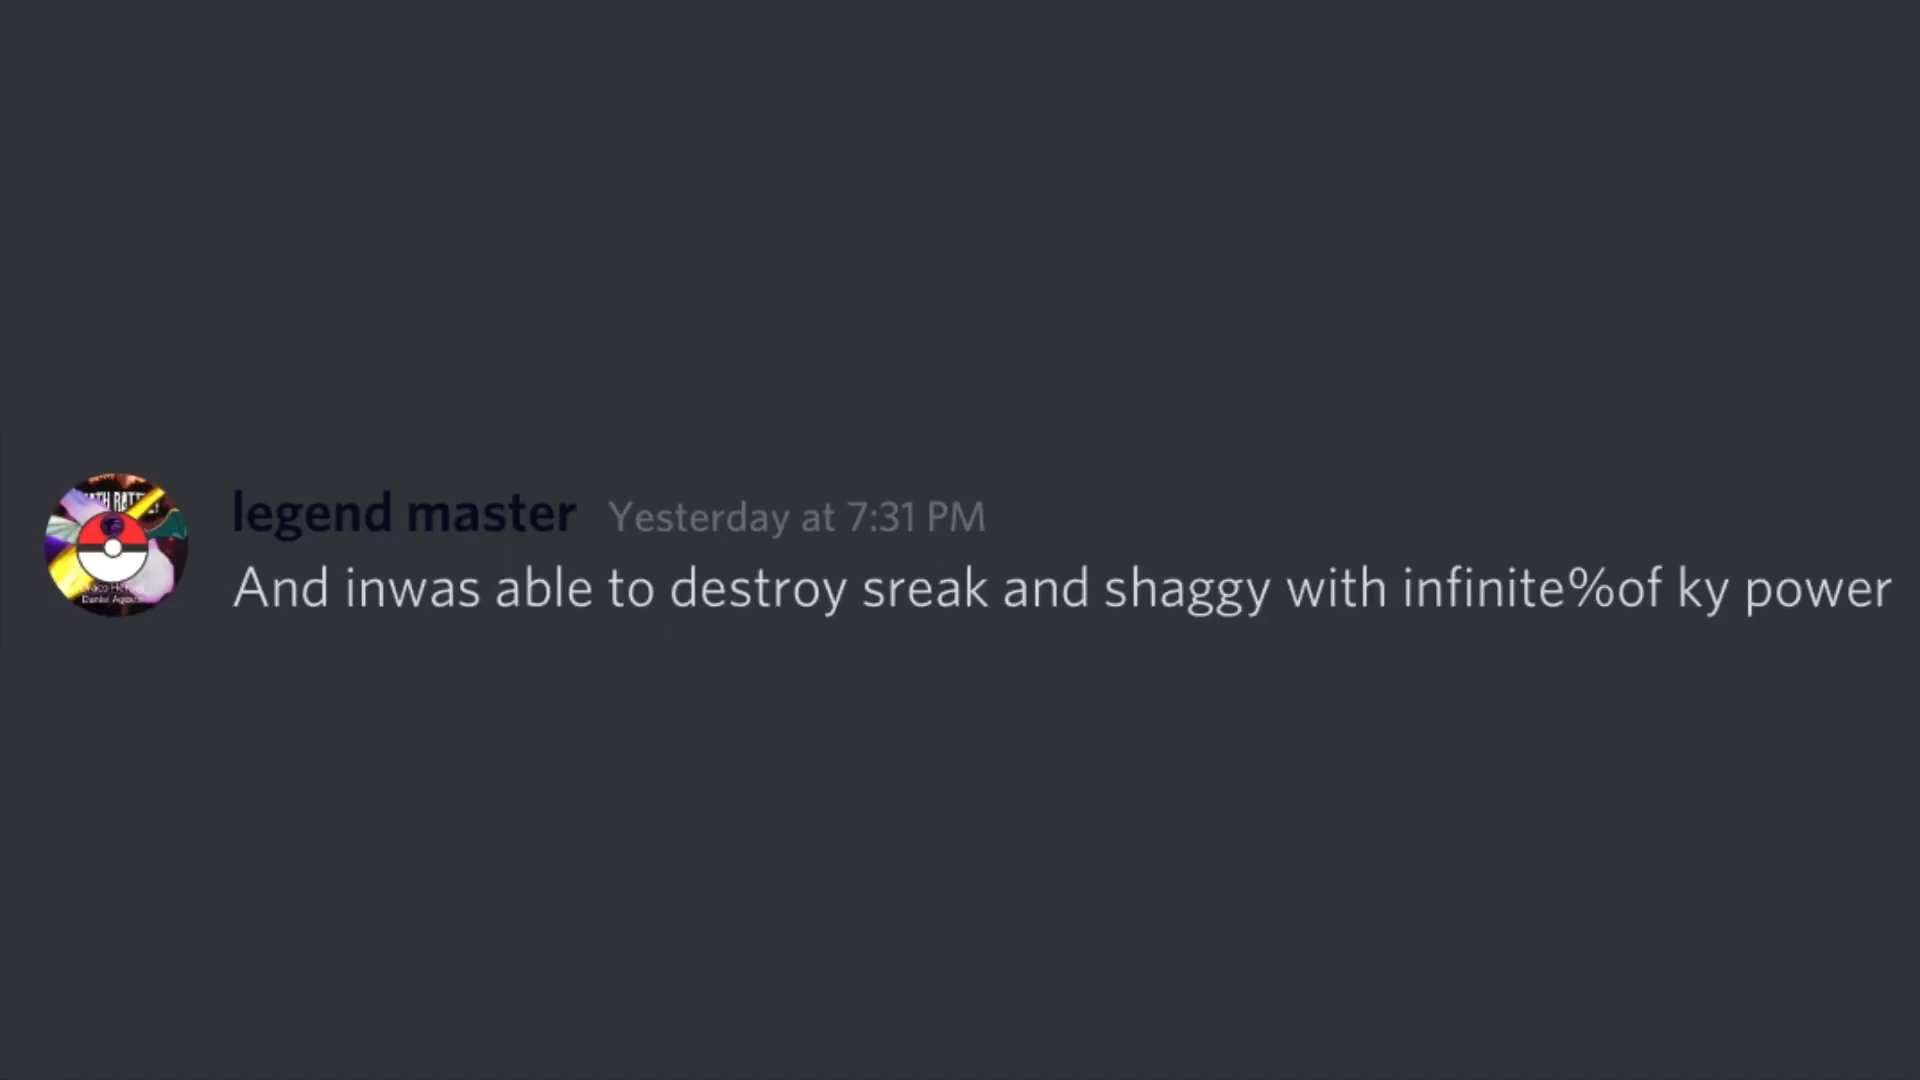 legend master Yesterday at 7:31 PM
And inwas able to destroy sreak and shaggy with infinite%of ky power